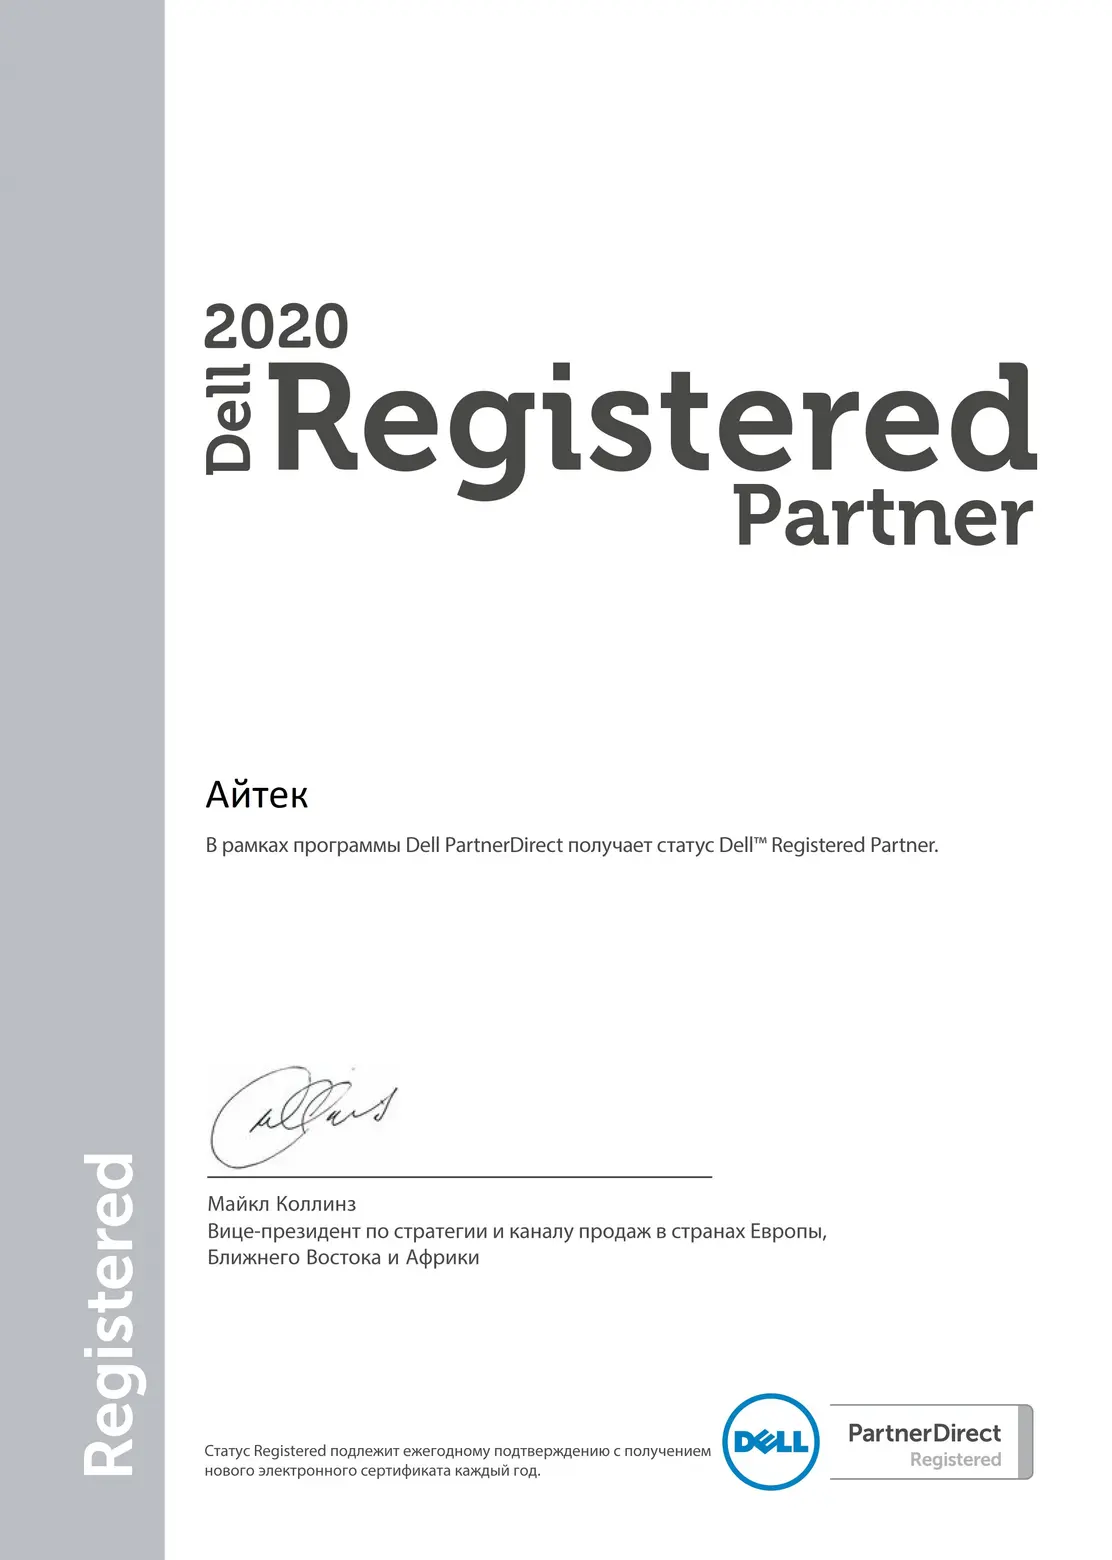 2020
Dell Registered
Partner
Айтек
В рамках программы Dell PartnerDirect получает статус Dell™ Registered Partner.
Collins
Майкл Коллинз
Вице-президент по стратегии и каналу продаж в странах Европы,
Ближнего Востока и Африки
Registered
Статус Registered подлежит ежегодному подтверждению с получением
нового электронного сертификата каждый год.
DELL
PartnerDirect
Registered